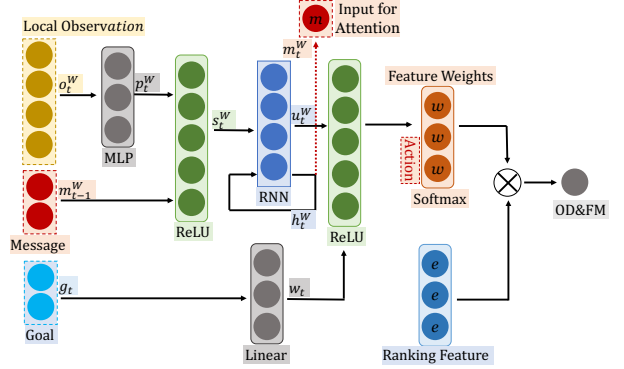 Local Observation
m
Input for
Attention
m_t^W
o_t^W
p_t^W
MLP
s_t^W
RNN
u_t^W
h_t^W
Feature Weights
w
w
w
Action
Softmax
OD&FM
m_{t-1}^W
Message
ReLU
ReLU
g_t
Goal
Linear
w_t
e
e
e
Ranking Feature